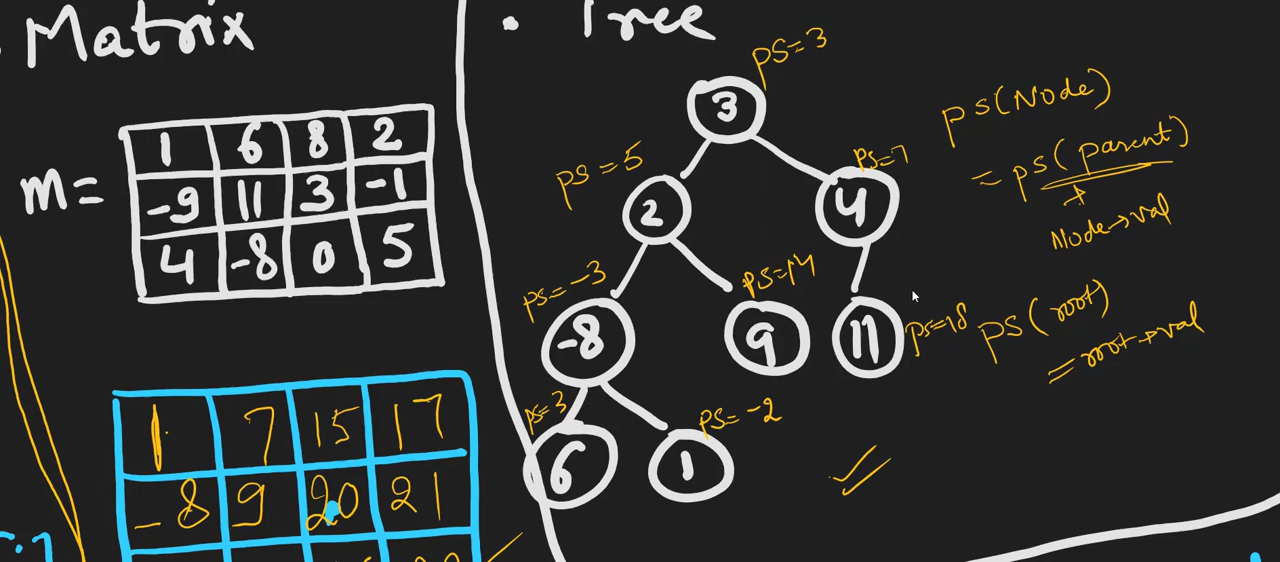 Matrix
m=
1 6 8 2
-9 11 3 -1
4 -8 0 5
1 7 15 17
-8 9 20 21
Tree
ps=3
3
ps=5
ps=7
2
4
ps=-3
ps=14
-8
9
11
ps=18
ps=3
ps=-2
6
1
ps(Node)
=ps(parent)
+
Node→val
ps(root)
=root→val